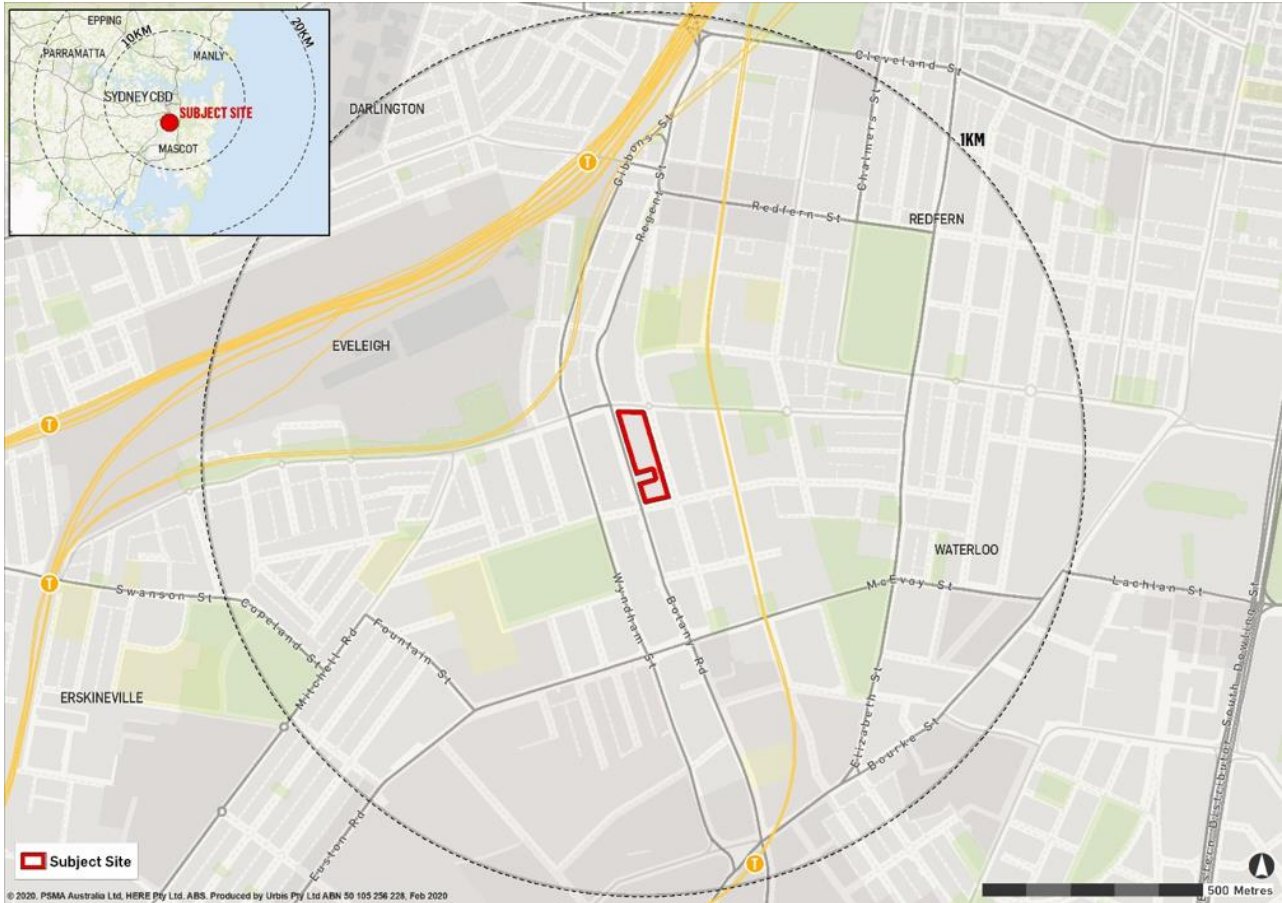 EPPING
20KM
10KM
PARRAMATTA
MANLY
SYDNEY CBD
SUBJECT SITE
MASCOT
DARLINGTON
Cleveland St
Chalmers St
1KM
Gibbons St
T
Regent St
Redfern St
REDFERN
EVELEIGH
T
WATERLOO
T
Swanson St
Copeland St
Mitchell Rd
Fountain St
McEvoy St
Lachlan St
Wyndham St
Botany Rd
ERSKINEVILLE
Elizabeth St
Bourke St
Euston Rd
Eastern Distributor South Dowling St
T
Subject Site
500 Metres
© 2020. PSMA Australia Ltd, HERE Pty Ltd. ABS. Produced by Urbis Pty Ltd ABN 50 105 256 228, Feb 2020